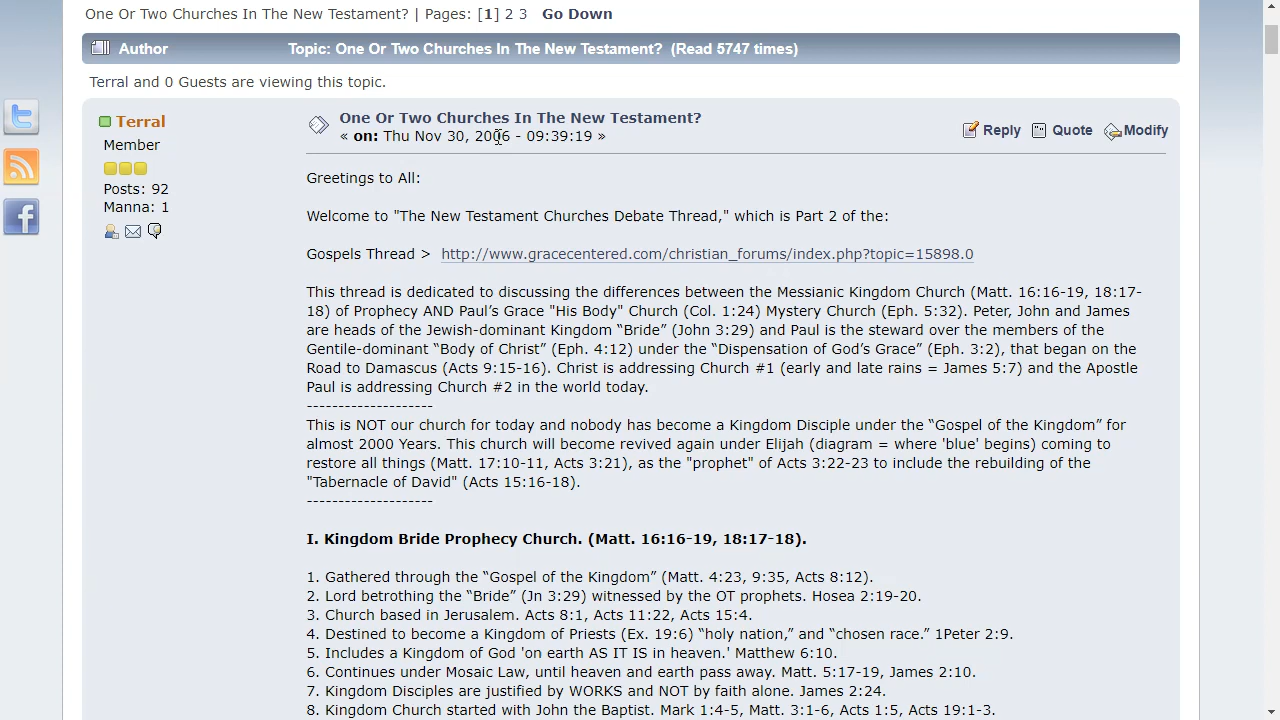 One Or Two Churches In The New Testament? | Pages: [1] 2 3 Go Down
Author Topic: One Or Two Churches In The New Testament? (Read 5747 times)
Terral and 0 Guests are viewing this topic.
Terral
Member
Posts: 92
Manna: 1
One Or Two Churches In The New Testament?
« on: Thu Nov 30, 2006 - 09:39:19 »
Reply Quote Modify
Greetings to All:
Welcome to "The New Testament Churches Debate Thread," which is Part 2 of the:
Gospels Thread > http://www.gracecentered.com/christian_forums/index.php?topic=15898.0
This thread is dedicated to discussing the differences between the Messianic Kingdom Church (Matt. 16:16-19, 18:17-
18) of Prophecy AND Paul’s Grace "His Body" Church (Col. 1:24) Mystery Church (Eph. 5:32). Peter, John and James
are heads of the Jewish-dominant Kingdom “Bride” (John 3:29) and Paul is the steward over the members of the
Gentile-dominant “Body of Christ” (Eph. 4:12) under the “Dispensation of God’s Grace” (Eph. 3:2), that began on the
Road to Damascus (Acts 9:15-16). Christ is addressing Church #1 (early and late rains = James 5:7) and the Apostle
Paul is addressing Church #2 in the world today.
--------------------
This is NOT our church for today and nobody has become a Kingdom Disciple under the “Gospel of the Kingdom” for
almost 2000 Years. This church will become revived again under Elijah (diagram = where 'blue' begins) coming to
restore all things (Matt. 17:10-11, Acts 3:21), as the "prophet" of Acts 3:22-23 to include the rebuilding of the
"Tabernacle of David" (Acts 15:16-18).
--------------------
I. Kingdom Bride Prophecy Church. (Matt. 16:16-19, 18:17-18).
1. Gathered through the “Gospel of the Kingdom” (Matt. 4:23, 9:35, Acts 8:12).
2. Lord betrothing the “Bride” (Jn 3:29) witnessed by the OT prophets. Hosea 2:19-20.
3. Church based in Jerusalem. Acts 8:1, Acts 11:22, Acts 15:4.
4. Destined to become a Kingdom of Priests (Ex. 19:6) “holy nation,” and “chosen race.” 1Peter 2:9.
5. Includes a Kingdom of God 'on earth AS IT IS in heaven.' Matthew 6:10.
6. Continues under Mosaic Law, until heaven and earth pass away. Matt. 5:17-19, James 2:10.
7. Kingdom Disciples are justified by WORKS and NOT by faith alone. James 2:24.
8. Kingdom Church started with John the Baptist. Mark 1:4-5, Matt. 3:1-6, Acts 1:5, Acts 19:1-3.